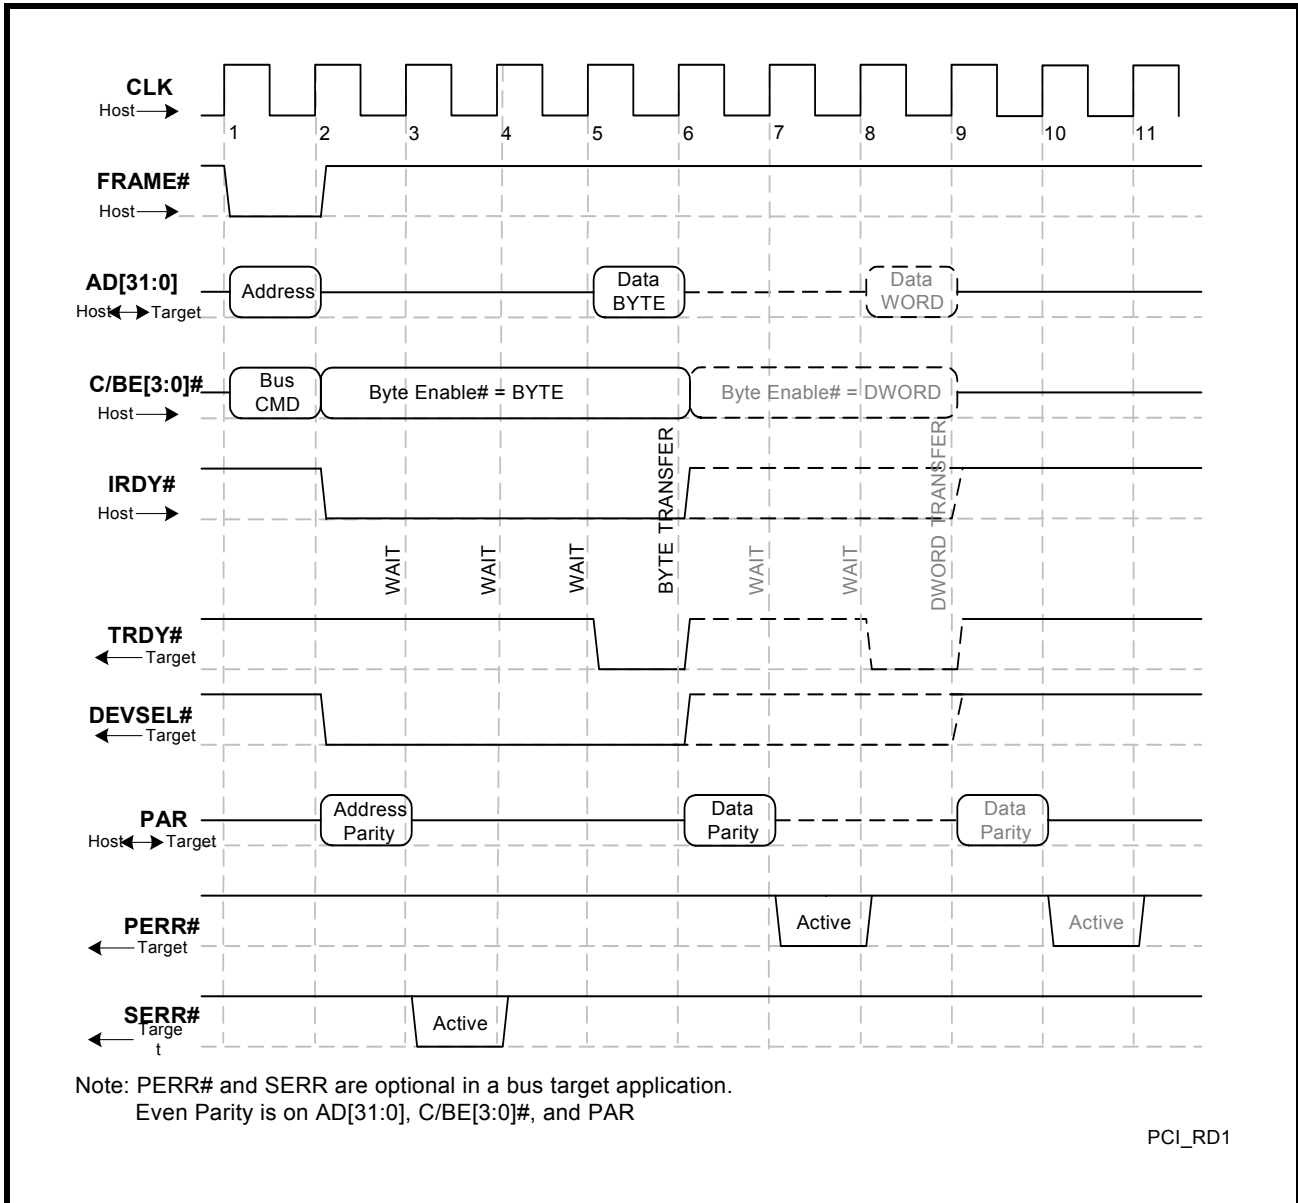 CLK
Host
1 2 3 4 5 6 7 8 9 10 11
FRAME#
Host
AD[31:0]
Host Target
Address
Data
BYTE
Data
WORD
C/BE[3:0]#
Host
Bus
CMD
Byte Enable# = BYTE
Byte Enable# = DWORD
IRDY#
Host
WAIT
WAIT
WAIT
BYTE TRANSFER
WAIT
WAIT
DWORD TRANSFER
TRDY#
Target
DEVSEL#
Target
PAR
Host Target
Address
Parity
Data
Parity
Data
Parity
PERR#
Target
Active
Active
SERR#
Targe
t
Active
Note: PERR# and SERR are optional in a bus target application.
Even Parity is on AD[31:0], C/BE[3:0]#, and PAR
PCI_RD1